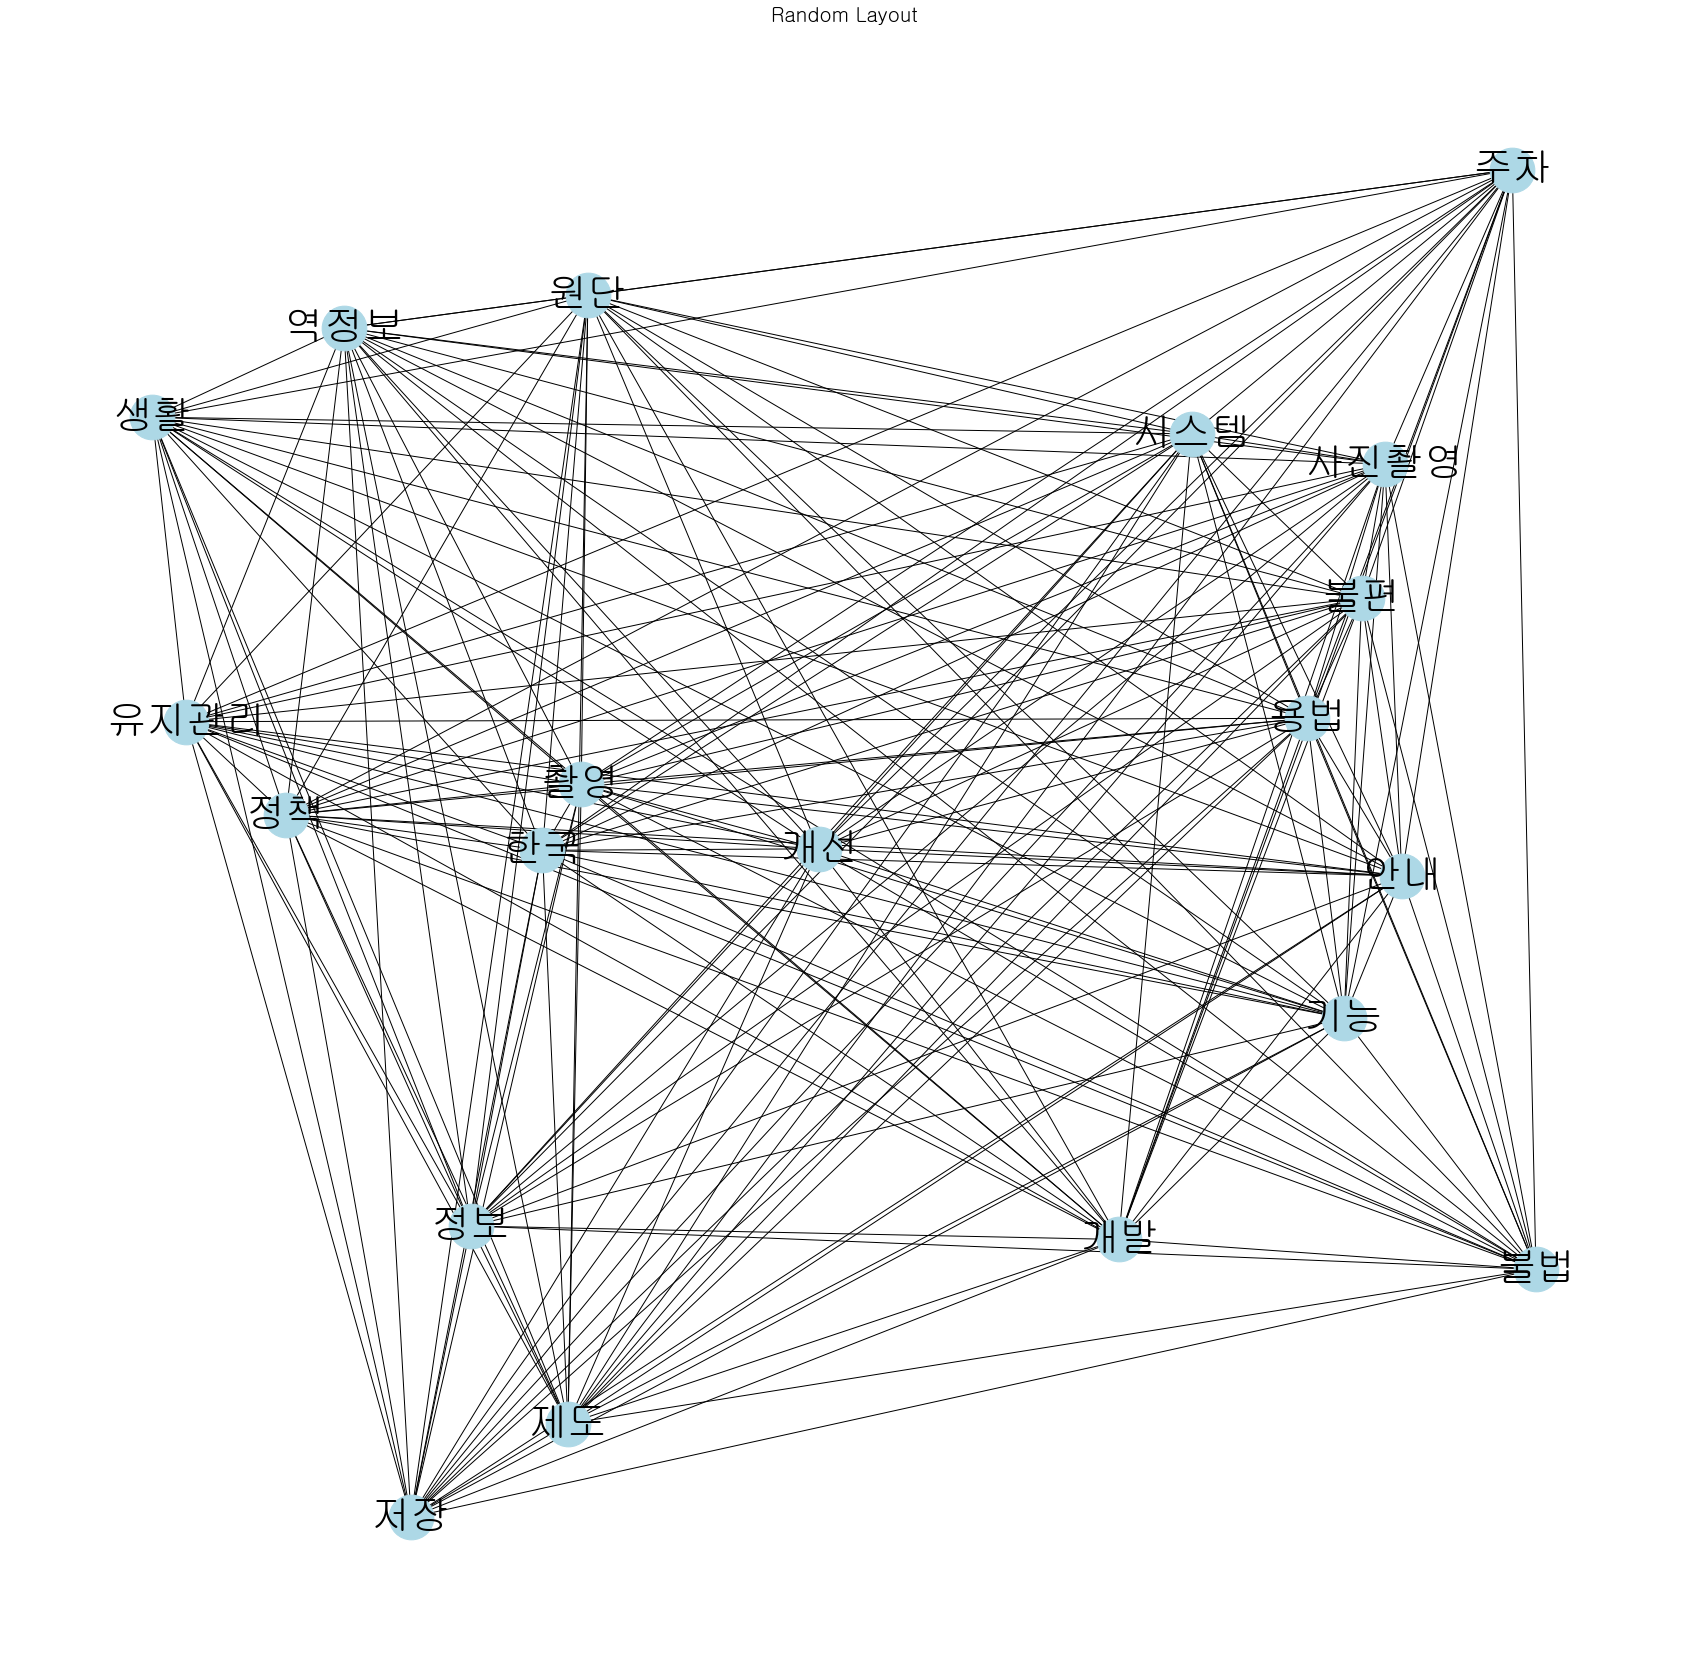 Random Layout
주차
원단
역정보
생활
시스템
사진촬영
불편
유지관리
용법
촬영
정책
한국
개선
안내
기능
정보
개발
불법
제도
저장